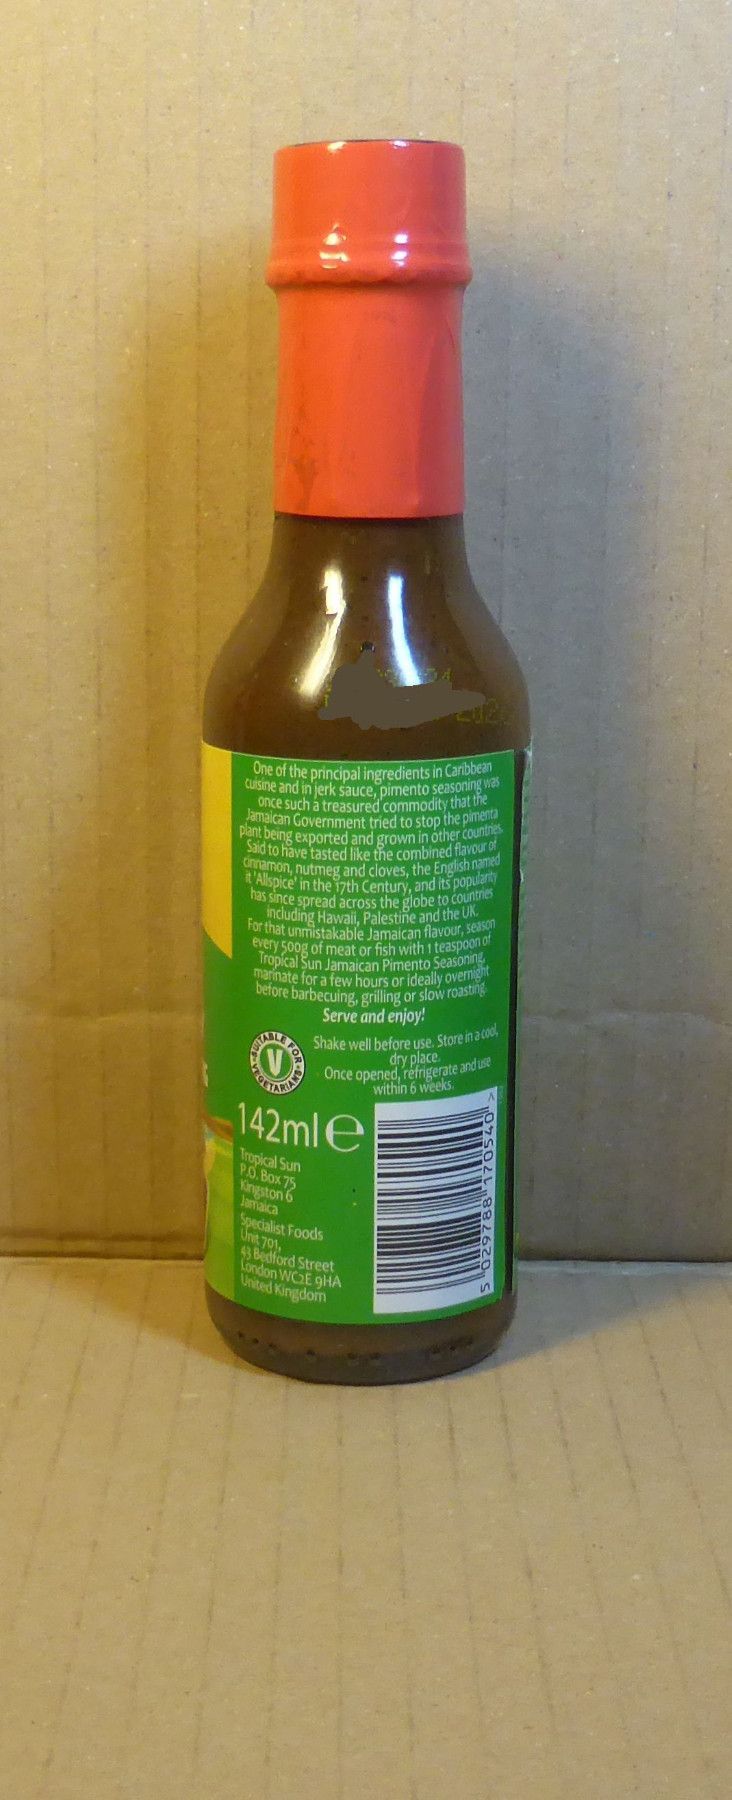 One of the principal ingredients in Caribbean
cuisine and in jerk sauce, pimento seasoning was
once such a treasured commodity that the
Jamaican Government tried to stop the pimenta
plant being exported and grown in other countries.
Said to have tasted like the combined flavour of
cinnamon, nutmeg and cloves, the English named
it 'Allspice' in the 17th Century, and its popularity
has since spread across the globe to countries
including Hawaii, Palestine and the UK.
For that unmistakable Jamaican flavour, season
every 500g of meat or fish with 1 teaspoon of
Tropical Sun Jamaican Pimento Seasoning,
marinate for a few hours or ideally overnight
before barbecuing, grilling or slow roasting.
Serve and enjoy!
SUITABLE FOR
V
VEGETARIANS
Shake well before use. Store in a cool,
dry place.
Once opened, refrigerate and use
within 6 weeks.
142ml e
Tropical Sun
P.O. Box 75
Kingston 6
Jamaica
Specialist Foods
Unit 701,
43 Bedford Street
London WC2E 9HA
United Kingdom
5 029788 170540 >